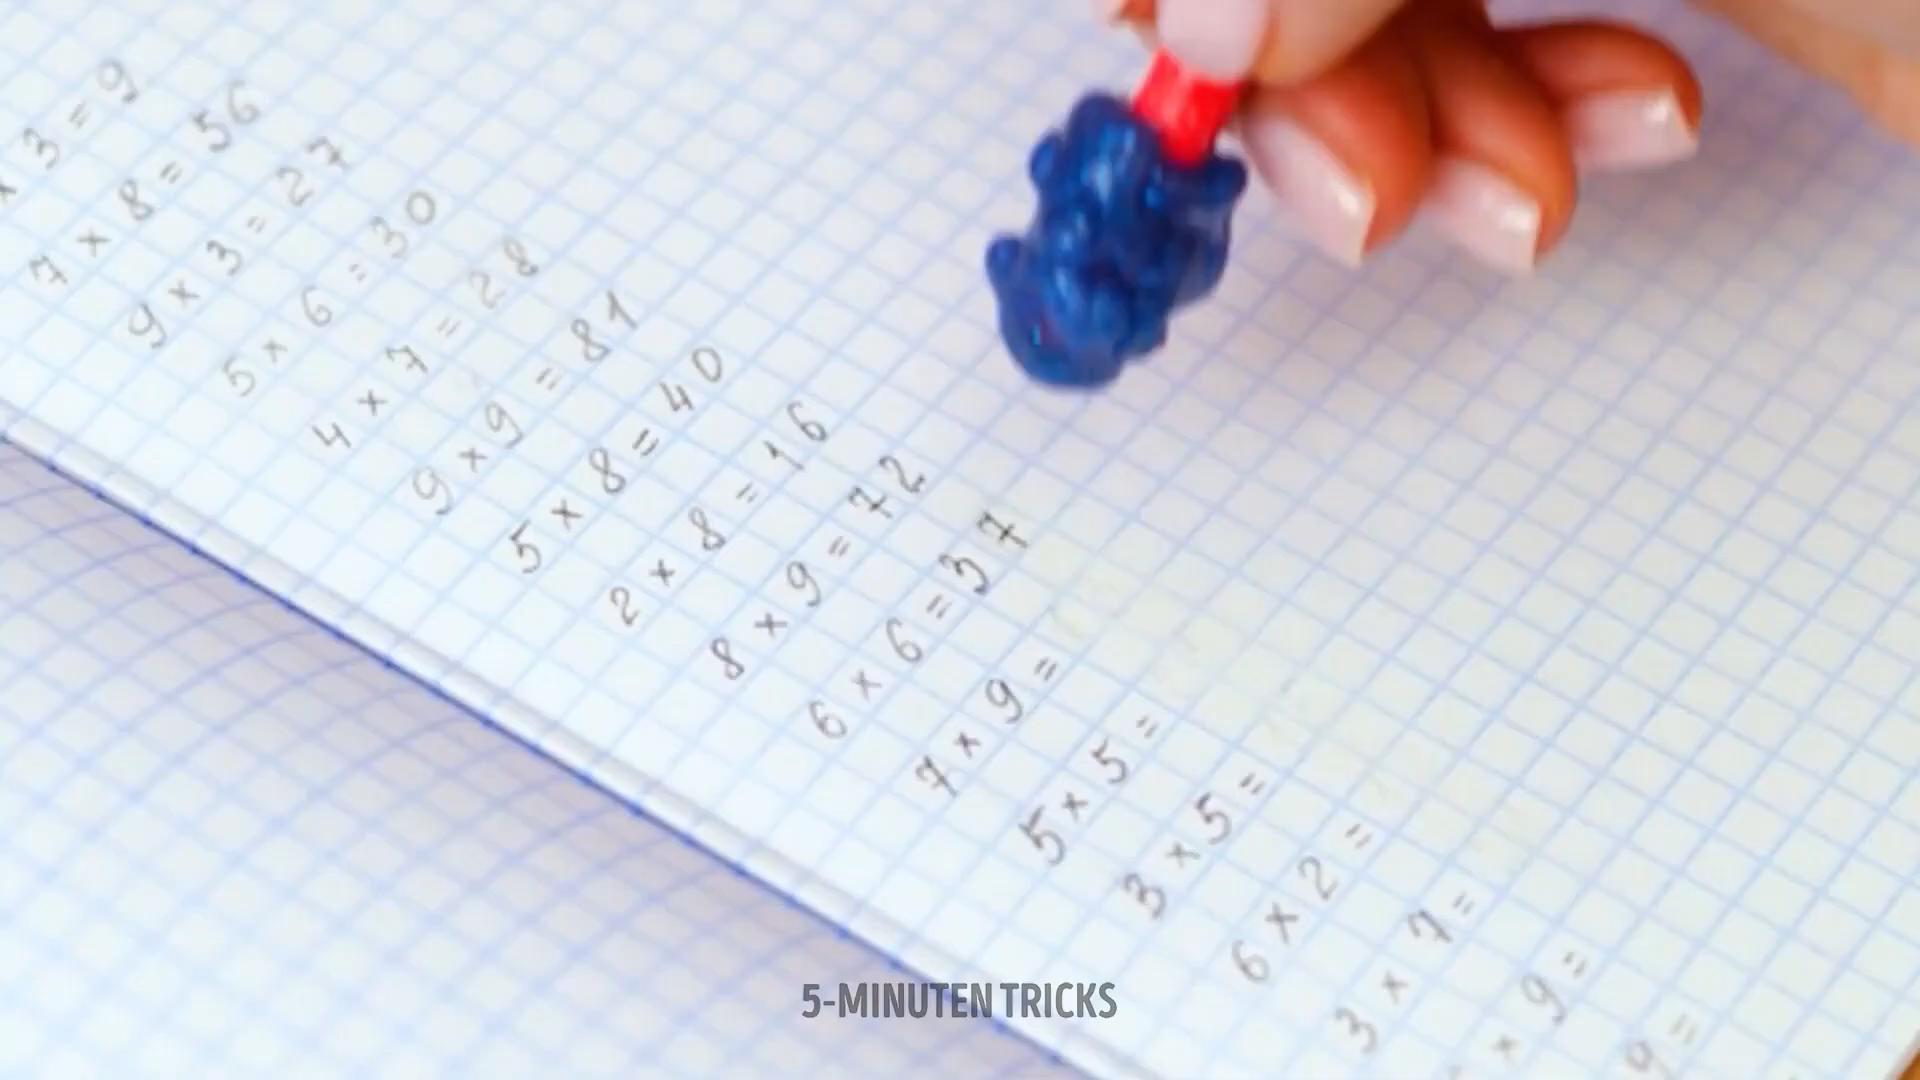 x 3 = 9
7 x 8 = 56
9 x 3 = 27
5 x 6 = 30
4 x 7 = 28
9 x 9 = 81
5 x 8 = 40
2 x 8 = 16
8 x 9 = 72
6 x 6 = 37
7 x 9 =
5 x 5 =
3 x 5 =
6 x 2 =
3 x 7 =
x 9 =
9 =
5-MINUTEN TRICKS